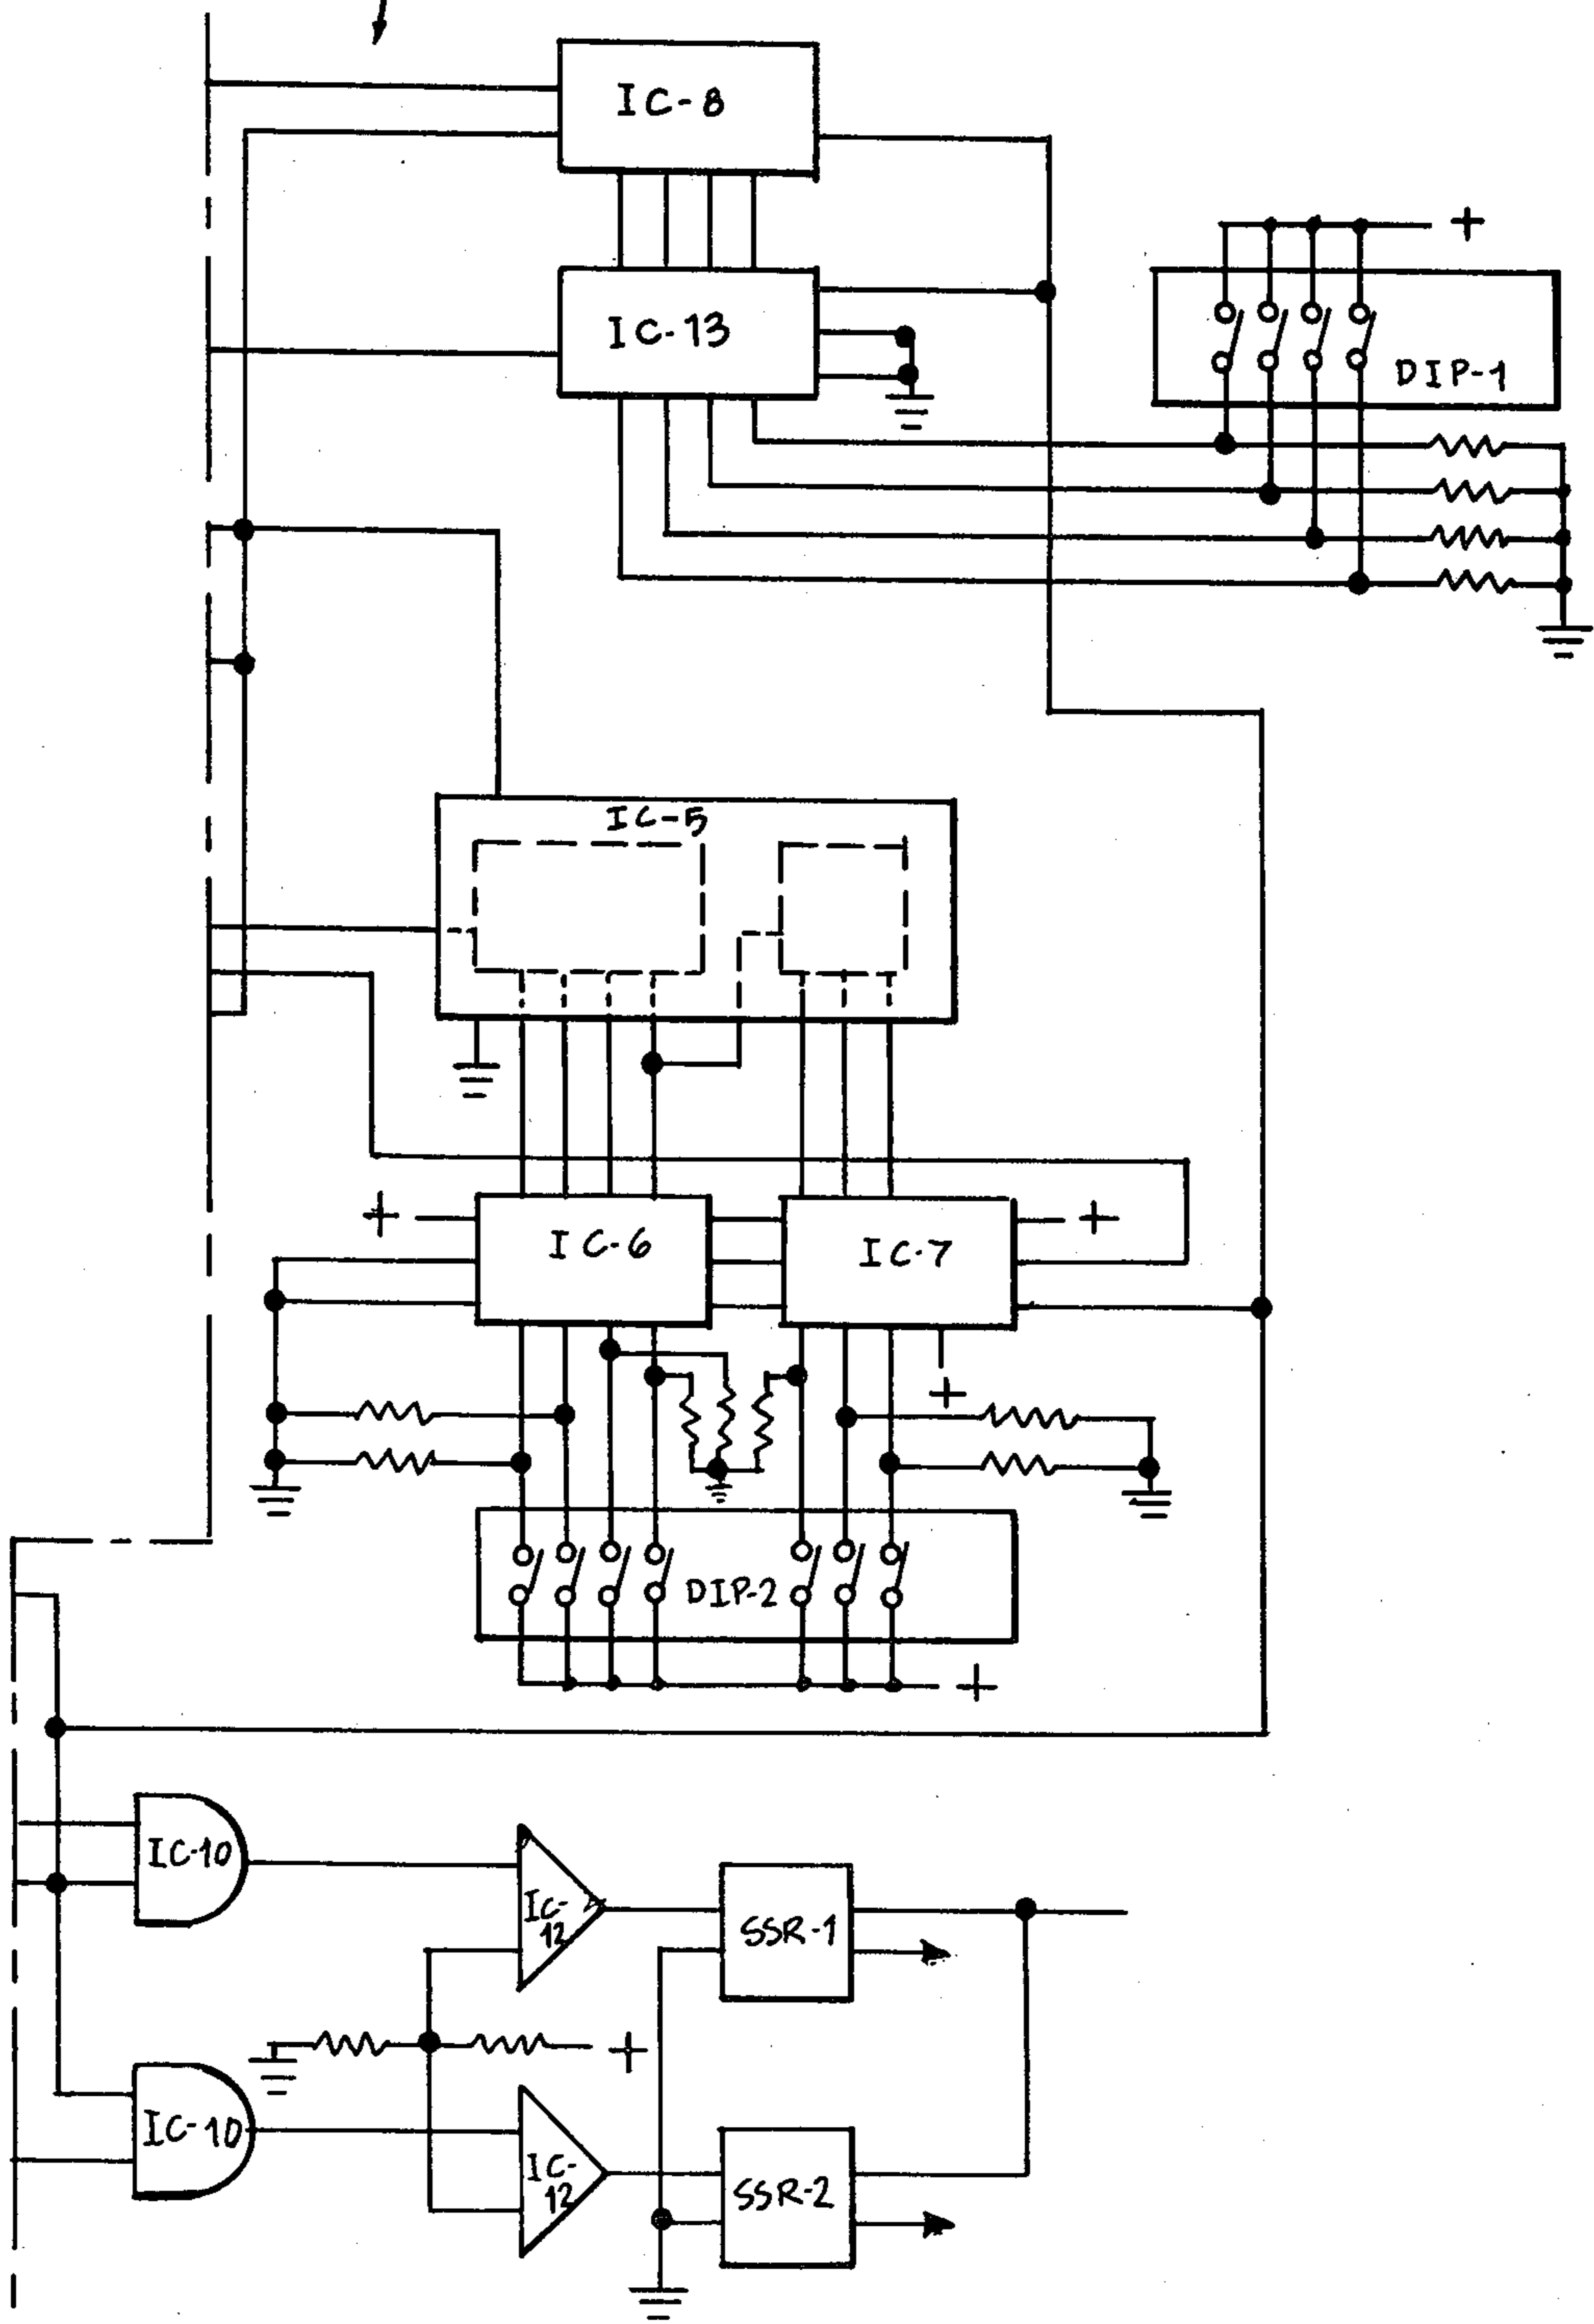 IC-8
+
IC-13
DIP-1
IC-5
+
IC-6
IC-7
+
+
DIP-2
+
IC-10
IC-
12
SSR-1
+
IC-10
IC-
12
SSR-2